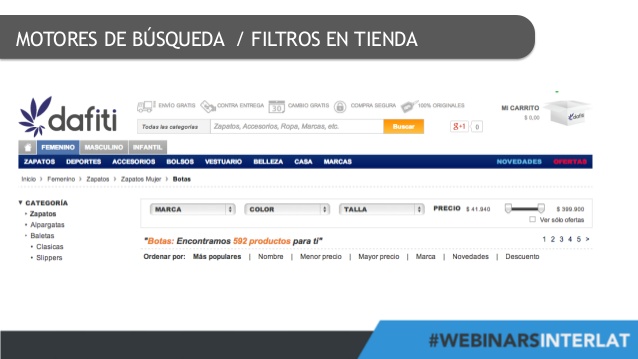 MOTORES DE BÚSQUEDA / FILTROS EN TIENDA
dafiti
ENVÍO GRATIS CONTRA ENTREGA 30 CAMBIO GRATIS COMPRA SEGURA 100% ORIGINALES
MI CARRITO
$ 0,00
Todas las categorías Zapatos, Accesorios, Ropa, Marcas, etc. Buscar
g+1 0
FEMENINO MASCULINO INFANTIL
ZAPATOS DEPORTES ACCESORIOS BOLSOS VESTUARIO BELLEZA CASA MARCAS NOVEDADES OFERTAS
Inicio > Femenino > Zapatos > Zapatos Mujer > Botas
CATEGORÍA
Zapatos
Alpargatas
Baletas
Clasicas
Slippers
MARCA COLOR TALLA PRECIO $ 41.940 $ 399.900
Ver sólo ofertas
"Botas: Encontramos 592 productos para ti"
1 2 3 4 5 >
Ordenar por: Más populares | Nombre | Menor precio | Mayor precio | Marca | Novedades | Descuento
#WEBINARSINTERLAT